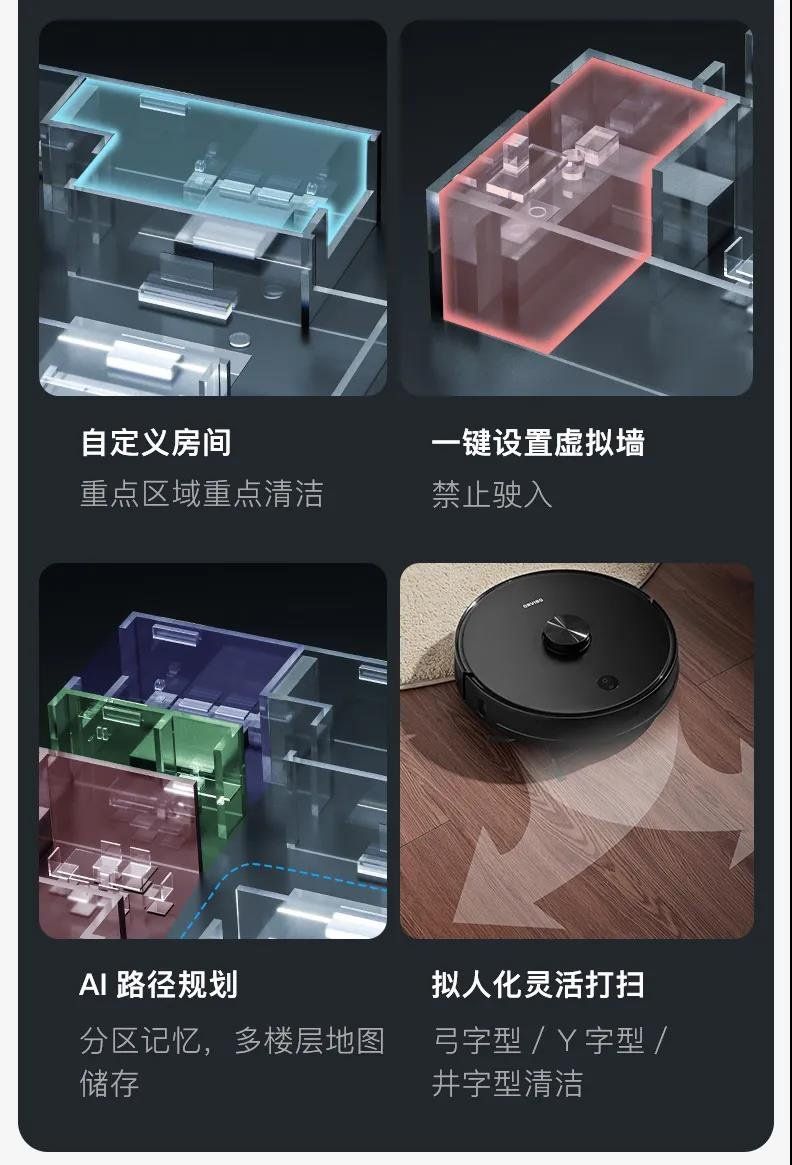 自定义房间
重点区域重点清洁
一键设置虚拟墙
禁止驶入
ORVIBO
AI 路径规划
分区记忆，多楼层地图
储存
拟人化灵活打扫
弓字型 / Y 字型 /
井字型清洁